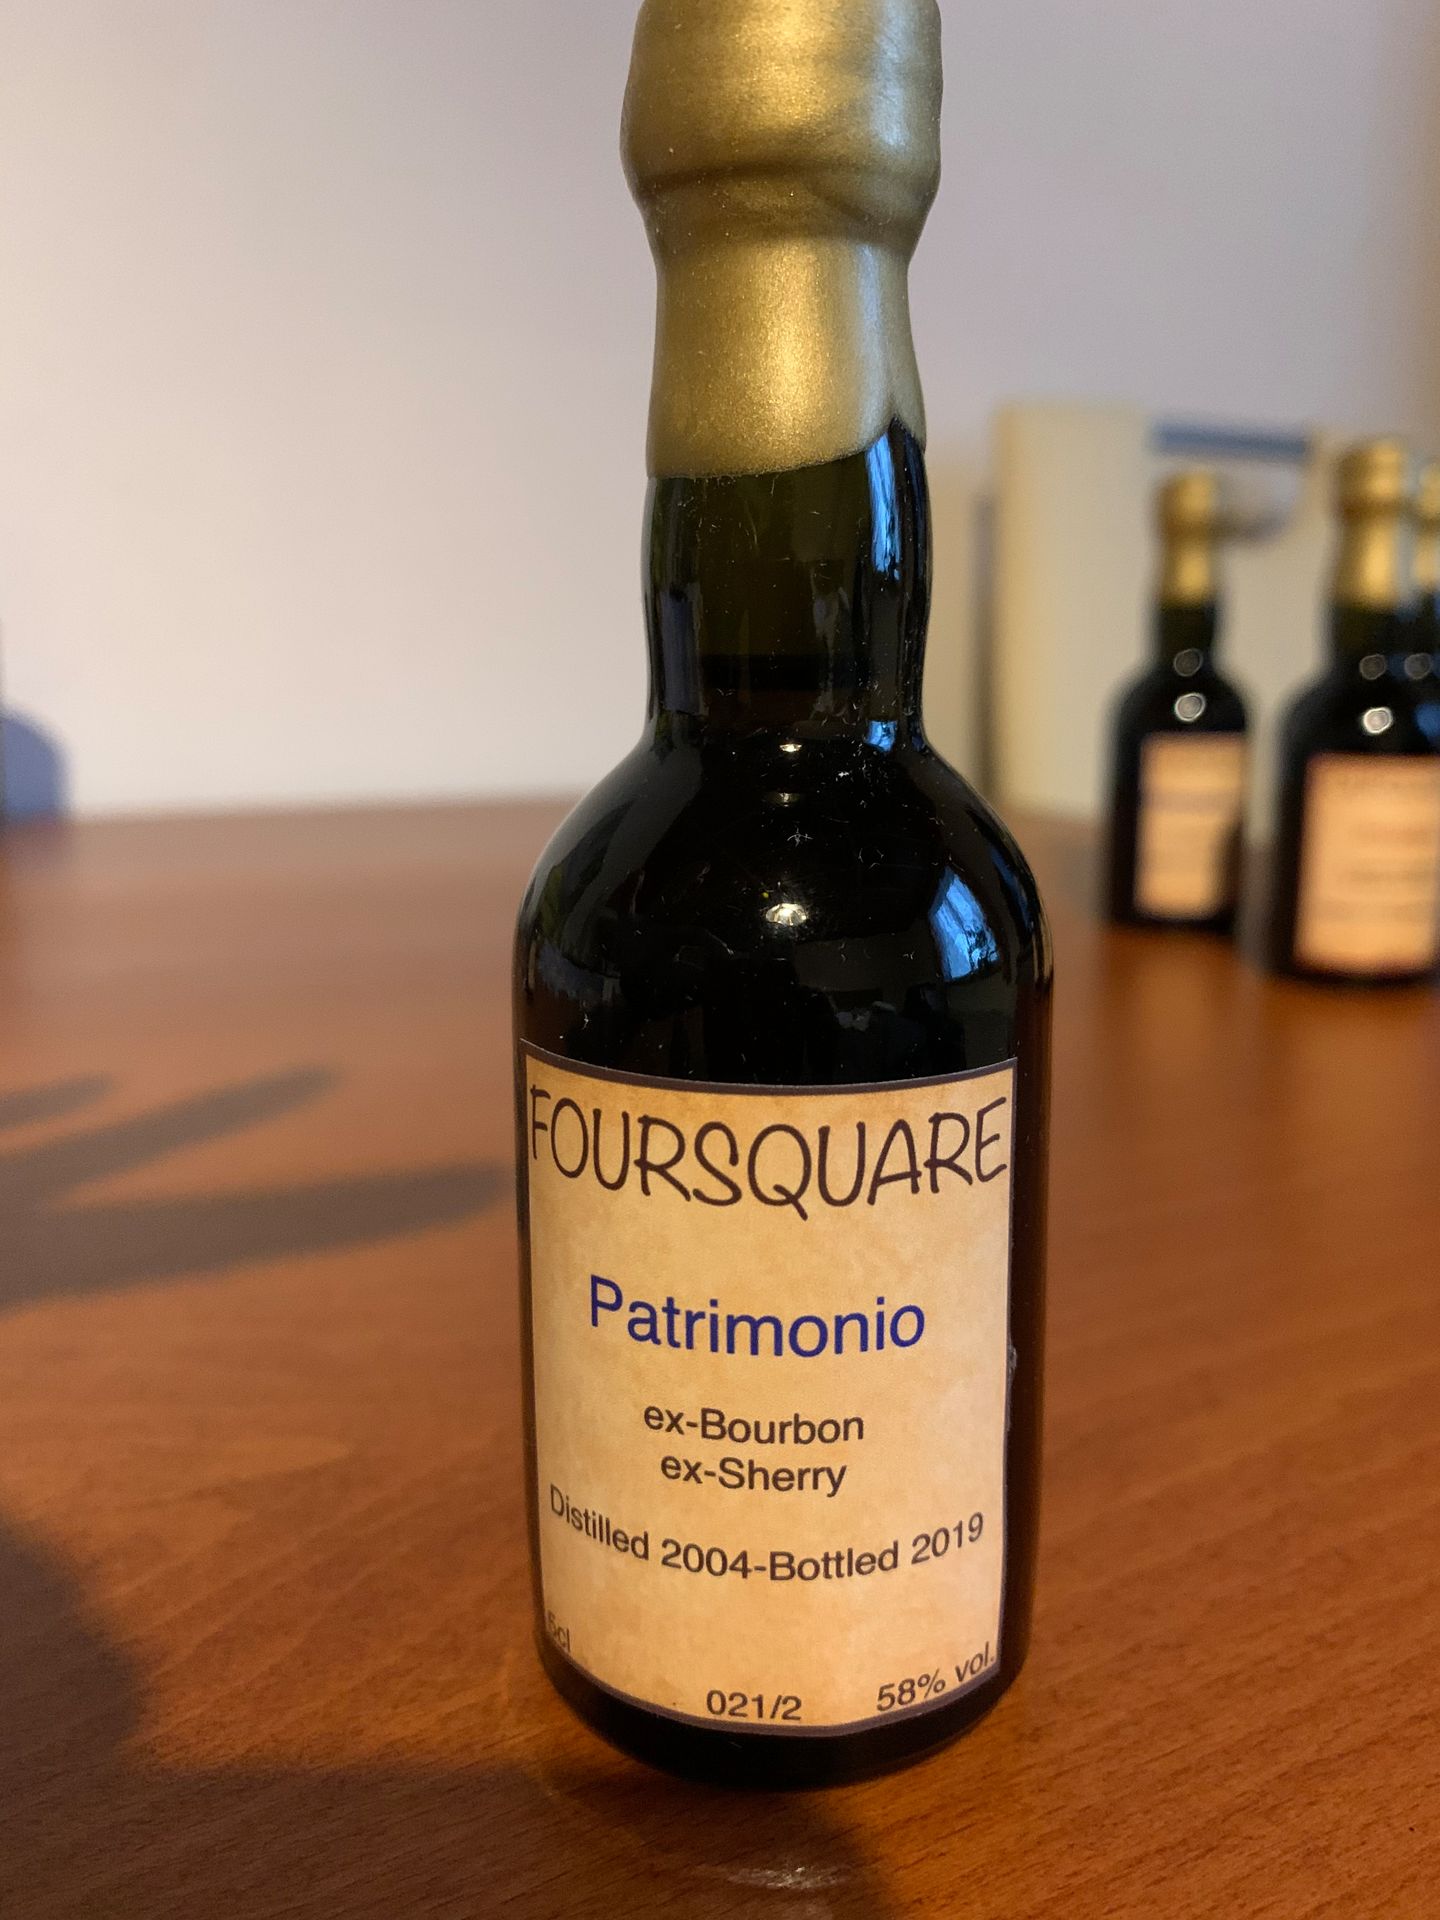 FOURSQUARE
Patrimonio
ex-Bourbon
ex-Sherry
Distilled 2004-Bottled 2019
5cl
021/2
58% vol.